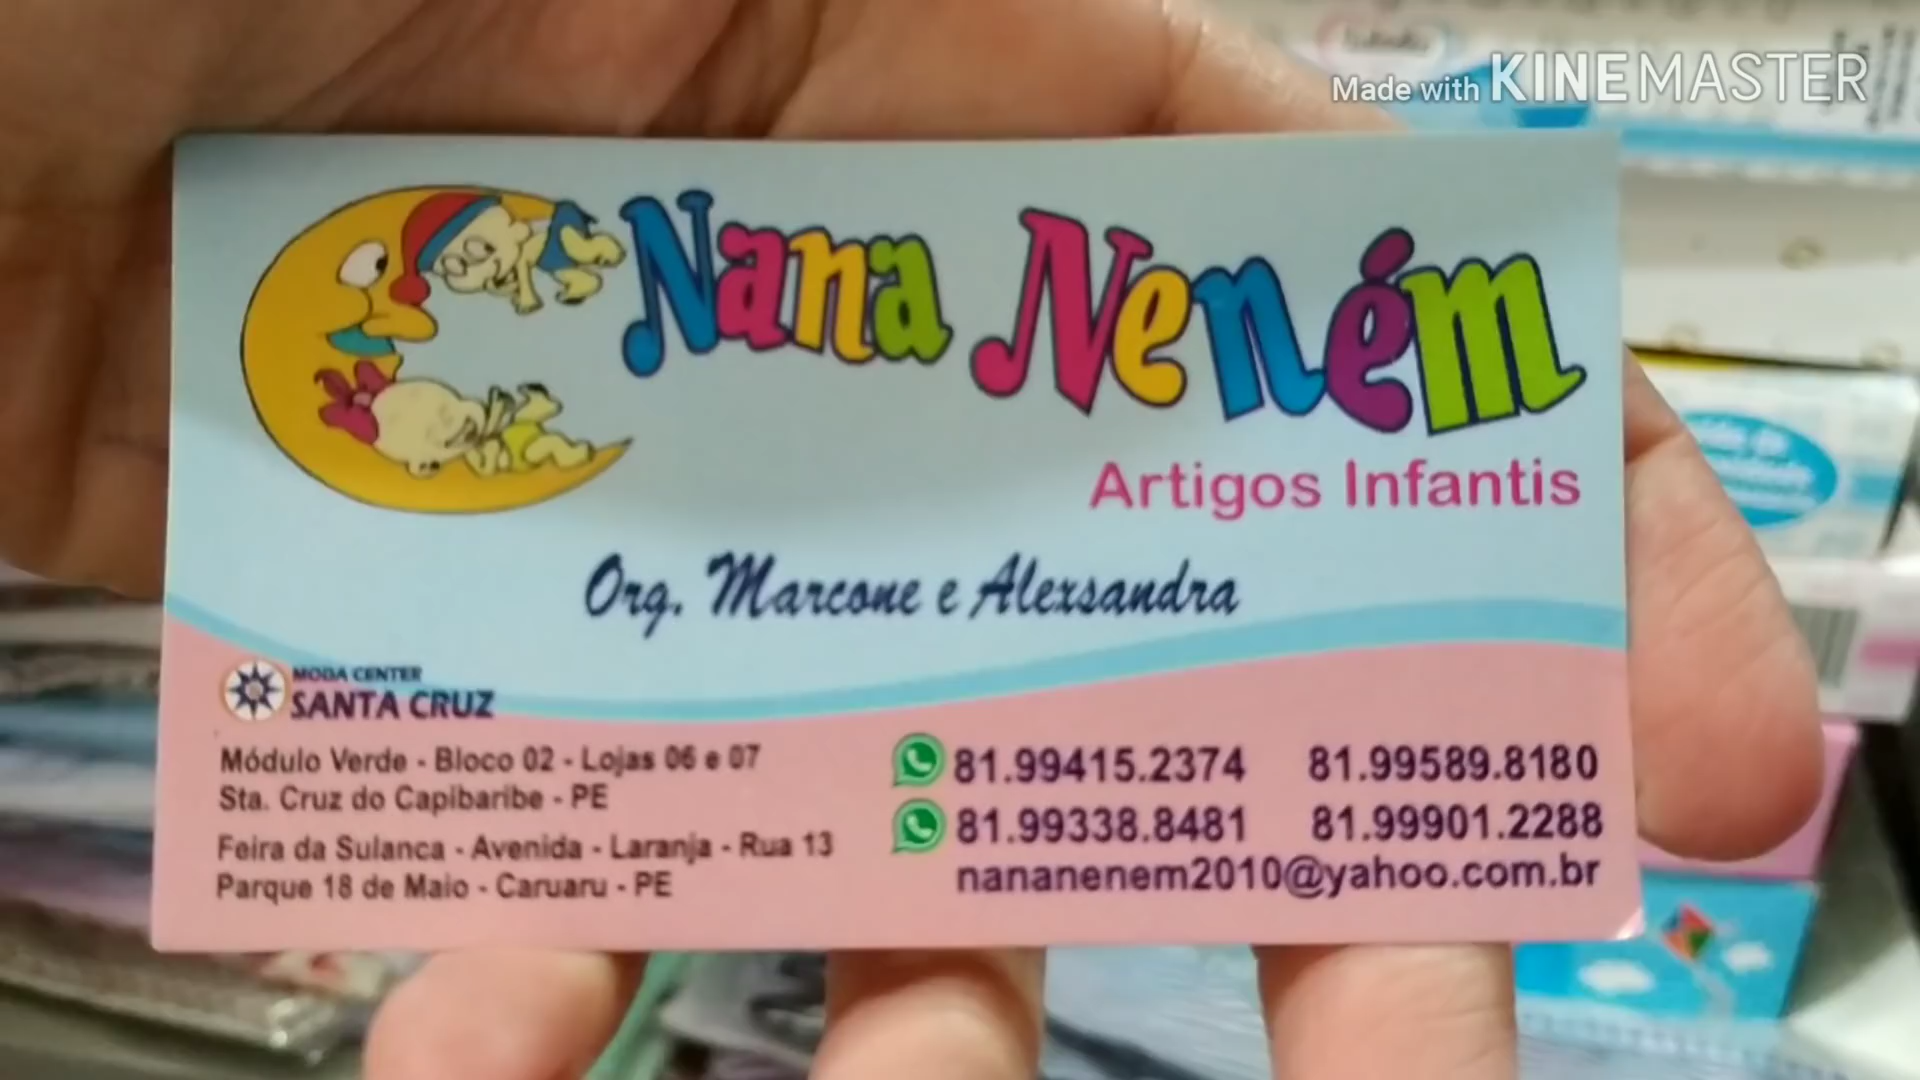 Made with KINEMASTER
Nana Neném
Artigos Infantis
Org. Marcone e Alexsandra
MODA CENTER
SANTA CRUZ
Módulo Verde - Bloco 02 - Lojas 06 e 07
Sta. Cruz do Capibaribe - PE
Feira da Sulanca - Avenida - Laranja - Rua 13
Parque 18 de Maio - Caruaru - PE
81.99415.2374 81.99589.8180
81.99338.8481 81.99901.2288
nananenem2010@yahoo.com.br